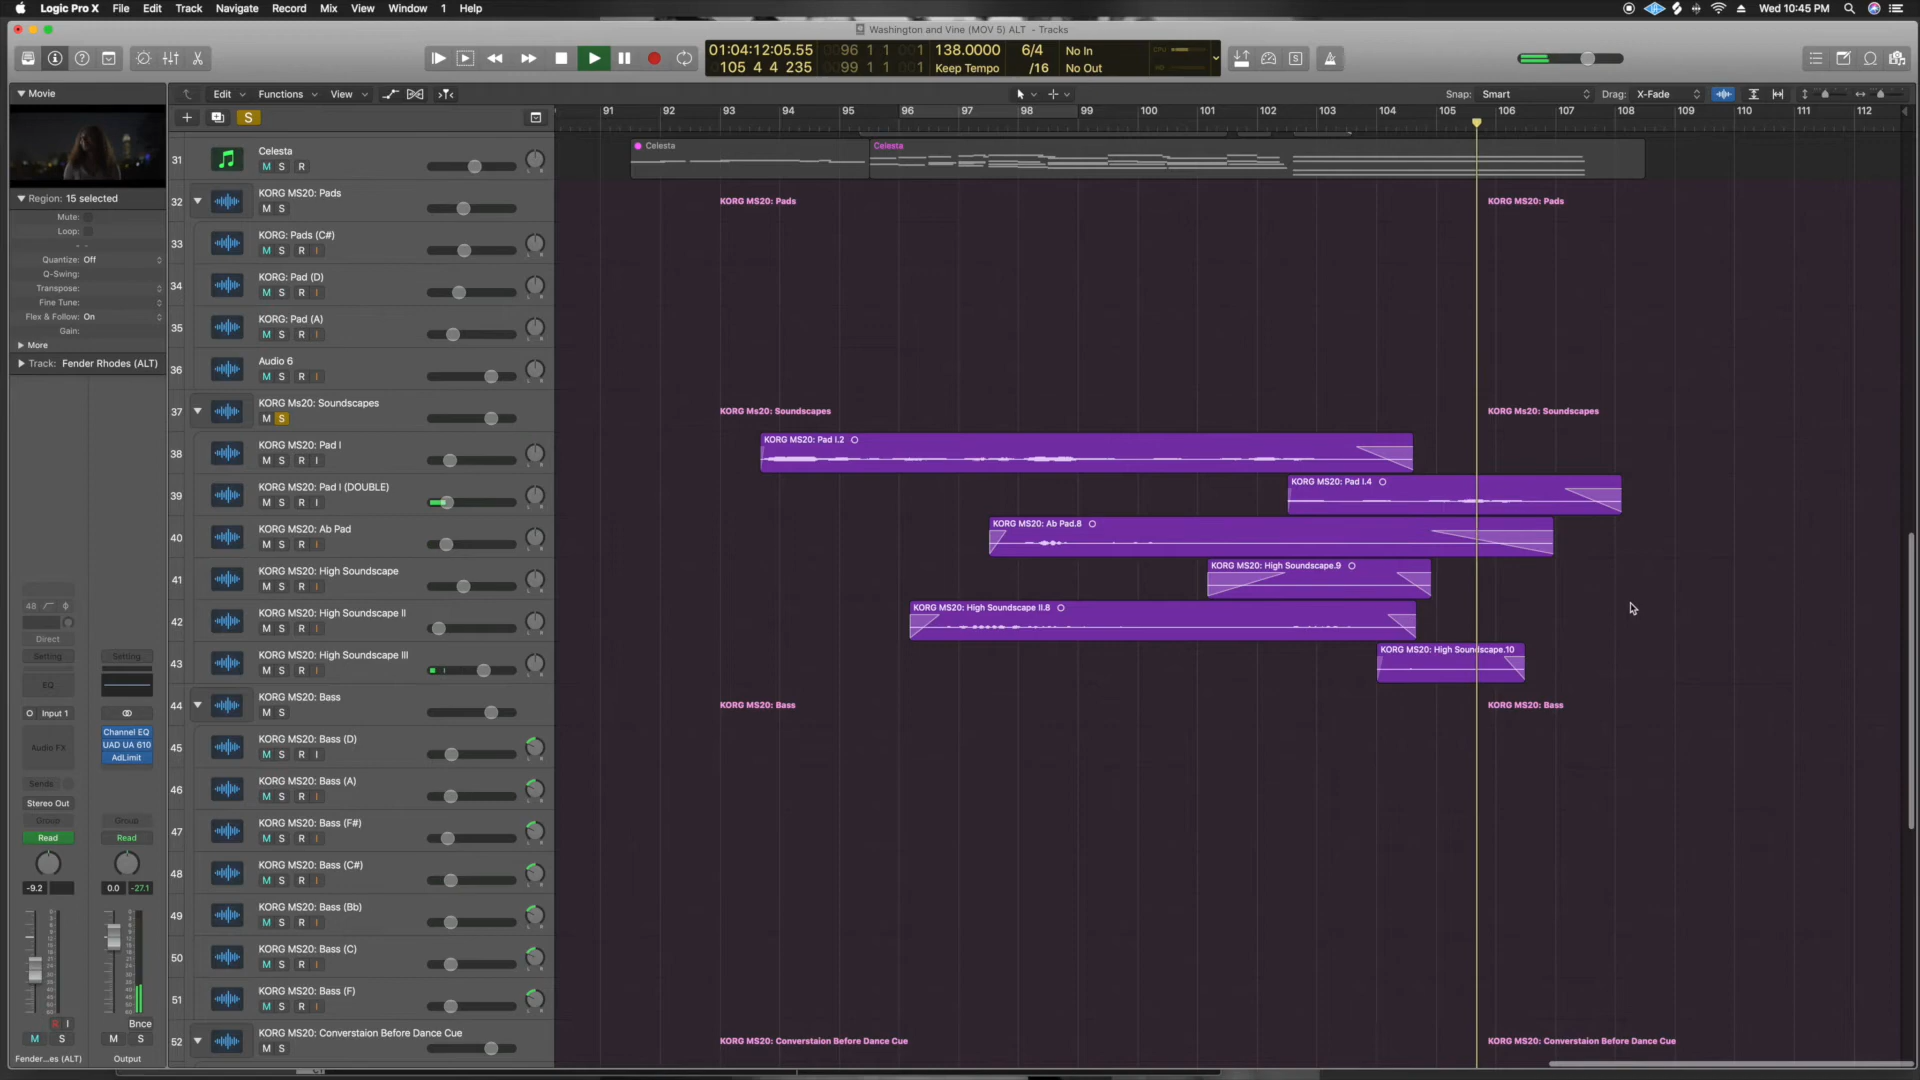 Logic Pro X File Edit Track Navigate Record Mix View Window 1 Help Wed 10:45 PM
Washington and Vine (MOV 5) ALT - Tracks
01:04:12:05.55 0096 1 1 001 138.0000 6/4 No In CPU
105 4 4 235 0099 1 1 001 Keep Tempo /16 No Out
Movie
Edit Functions View Snap: Smart Drag: X-Fade
S
91 92 93 94 95 96 97 98 99 100 101 102 103 104 105 106 107 108 109 110 111 112
Region: 15 selected
Mute:
Loop:
Quantize: Off
Q-Swing:
Transpose:
Fine Tune:
Flex & Follow: On
Gain:
More
Track: Fender Rhodes (ALT)
31 Celesta
M S R
Celesta Celesta
32 KORG MS20: Pads
M S
KORG MS20: Pads KORG MS20: Pads
33 KORG: Pads (C#)
M S R I
34 KORG: Pad (D)
M S R I
35 KORG: Pad (A)
M S R I
36 Audio 6
M S R I
37 KORG Ms20: Soundscapes
M S
KORG Ms20: Soundscapes KORG Ms20: Soundscapes
38 KORG MS20: Pad I
M S R I
KORG MS20: Pad I.2
39 KORG MS20: Pad I (DOUBLE)
M S R I
KORG MS20: Pad I.4
40 KORG MS20: Ab Pad
M S R I
KORG MS20: Ab Pad.8
41 KORG MS20: High Soundscape
M S R I
KORG MS20: High Soundscape.9
42 KORG MS20: High Soundscape II
M S R I
KORG MS20: High Soundscape II.8
43 KORG MS20: High Soundscape III
M S R I
KORG MS20: High Soundscape.10
44 KORG MS20: Bass
M S
KORG MS20: Bass KORG MS20: Bass
45 KORG MS20: Bass (D)
M S R I
46 KORG MS20: Bass (A)
M S R I
47 KORG MS20: Bass (F#)
M S R I
48 KORG MS20: Bass (C#)
M S R I
49 KORG MS20: Bass (Bb)
M S R I
50 KORG MS20: Bass (C)
M S R I
51 KORG MS20: Bass (F)
M S R I
52 KORG MS20: Converstaion Before Dance Cue
M S
KORG MS20: Converstaion Before Dance Cue KORG MS20: Converstaion Before Dance Cue
48
Direct
Setting Setting
EQ
Input 1
Audio FX
Channel EQ
UAD UA 610
AdLimit
Sends
Stereo Out
Group Group
Read Read
-9.2 0.0 -27.1
R I Bnce
M S M S
Fender...es (ALT) Output